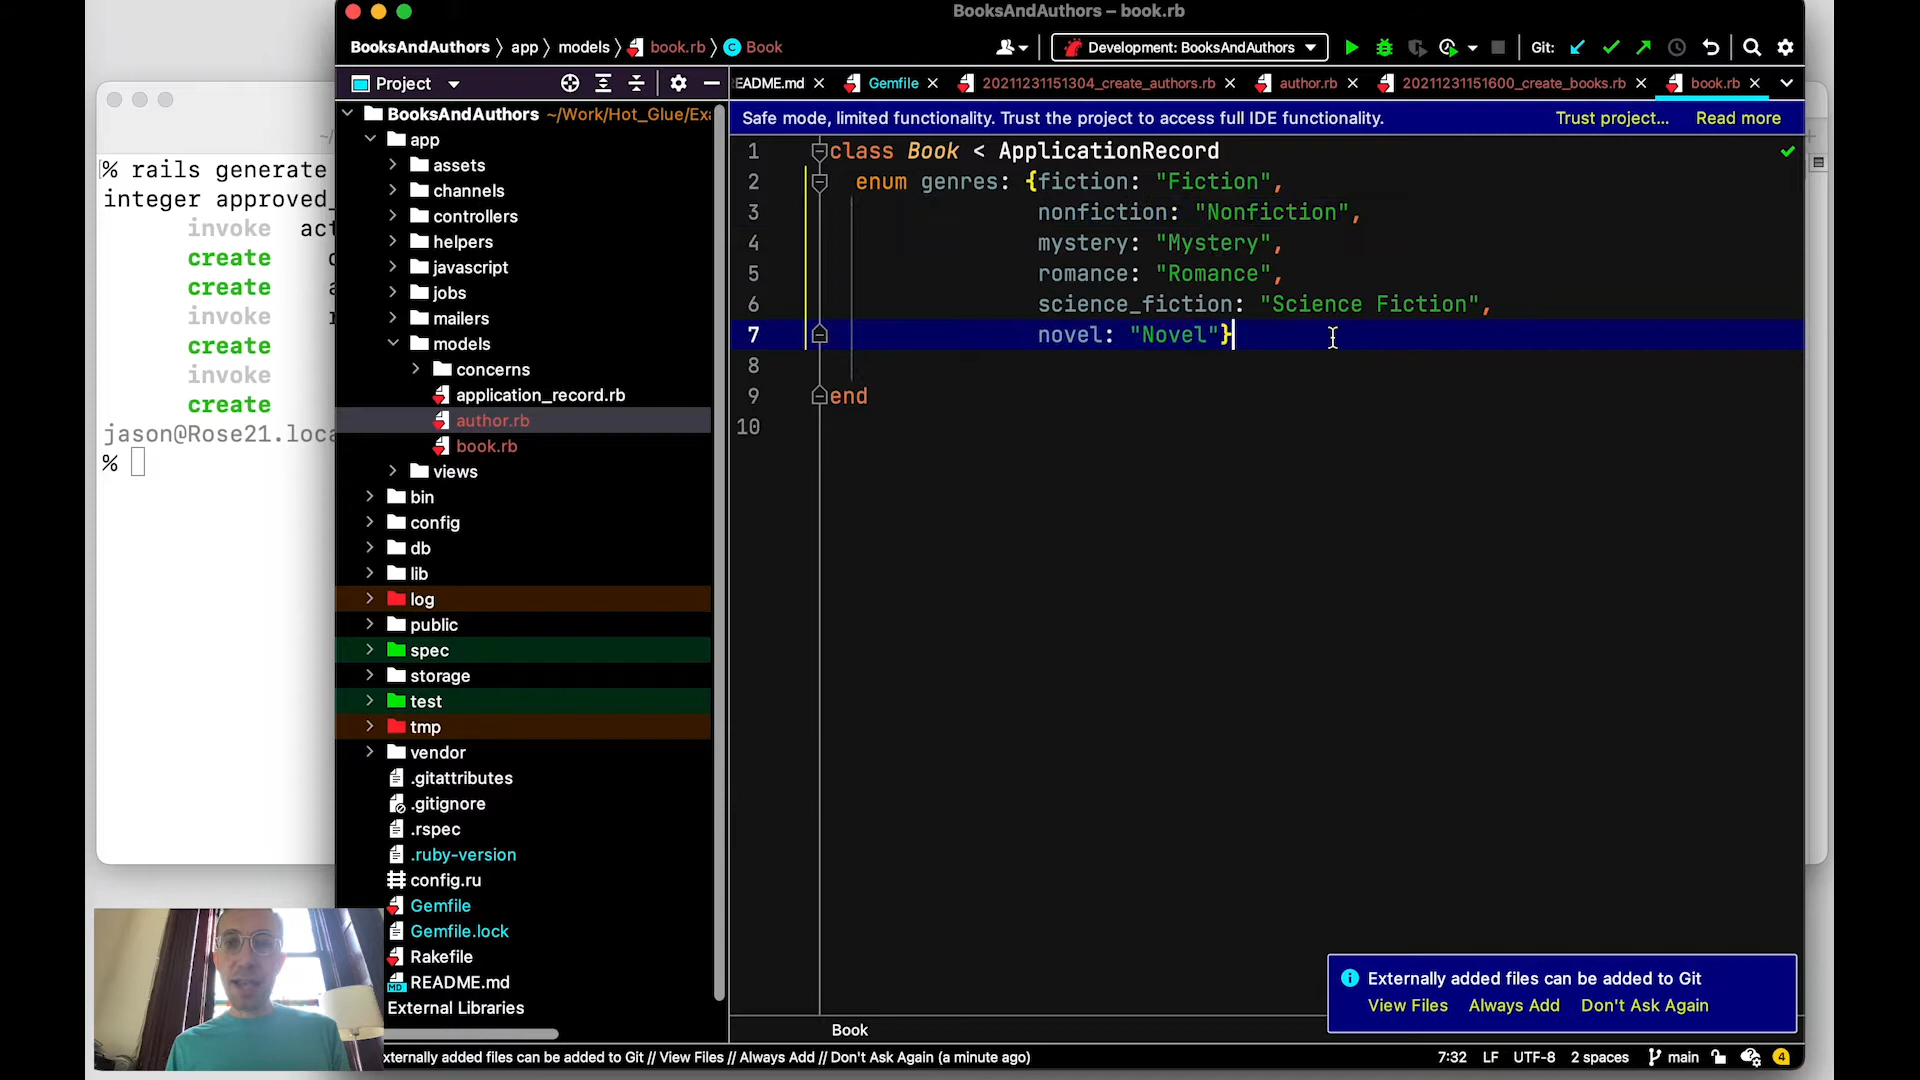 BooksAndAuthors – book.rb
BooksAndAuthors
app
models
book.rb
Book
Development: BooksAndAuthors
Git:
Project
README.md
Gemfile
20211231151304_create_authors.rb
author.rb
20211231151600_create_books.rb
book.rb
Safe mode, limited functionality. Trust the project to access full IDE functionality.
Trust project...
Read more
% rails generate
integer approved_
invoke
create
create
invoke
create
invoke
create
jason@Rose21.loca
%
BooksAndAuthors ~/Work/Hot_Glue/Exa
app
assets
channels
controllers
helpers
javascript
jobs
mailers
models
concerns
application_record.rb
author.rb
book.rb
views
bin
config
db
lib
log
public
spec
storage
test
tmp
vendor
.gitattributes
.gitignore
.rspec
.ruby-version
config.ru
Gemfile
Gemfile.lock
Rakefile
README.md
External Libraries
1 class Book < ApplicationRecord
2 enum genres: {fiction: "Fiction",
3 nonfiction: "Nonfiction",
4 mystery: "Mystery",
5 romance: "Romance",
6 science_fiction: "Science Fiction",
7 novel: "Novel"}
8
9 end
10
Externally added files can be added to Git
View Files Always Add Don't Ask Again
Book
xternally added files can be added to Git // View Files // Always Add // Don't Ask Again (a minute ago)
7:32 LF UTF-8 2 spaces main 4